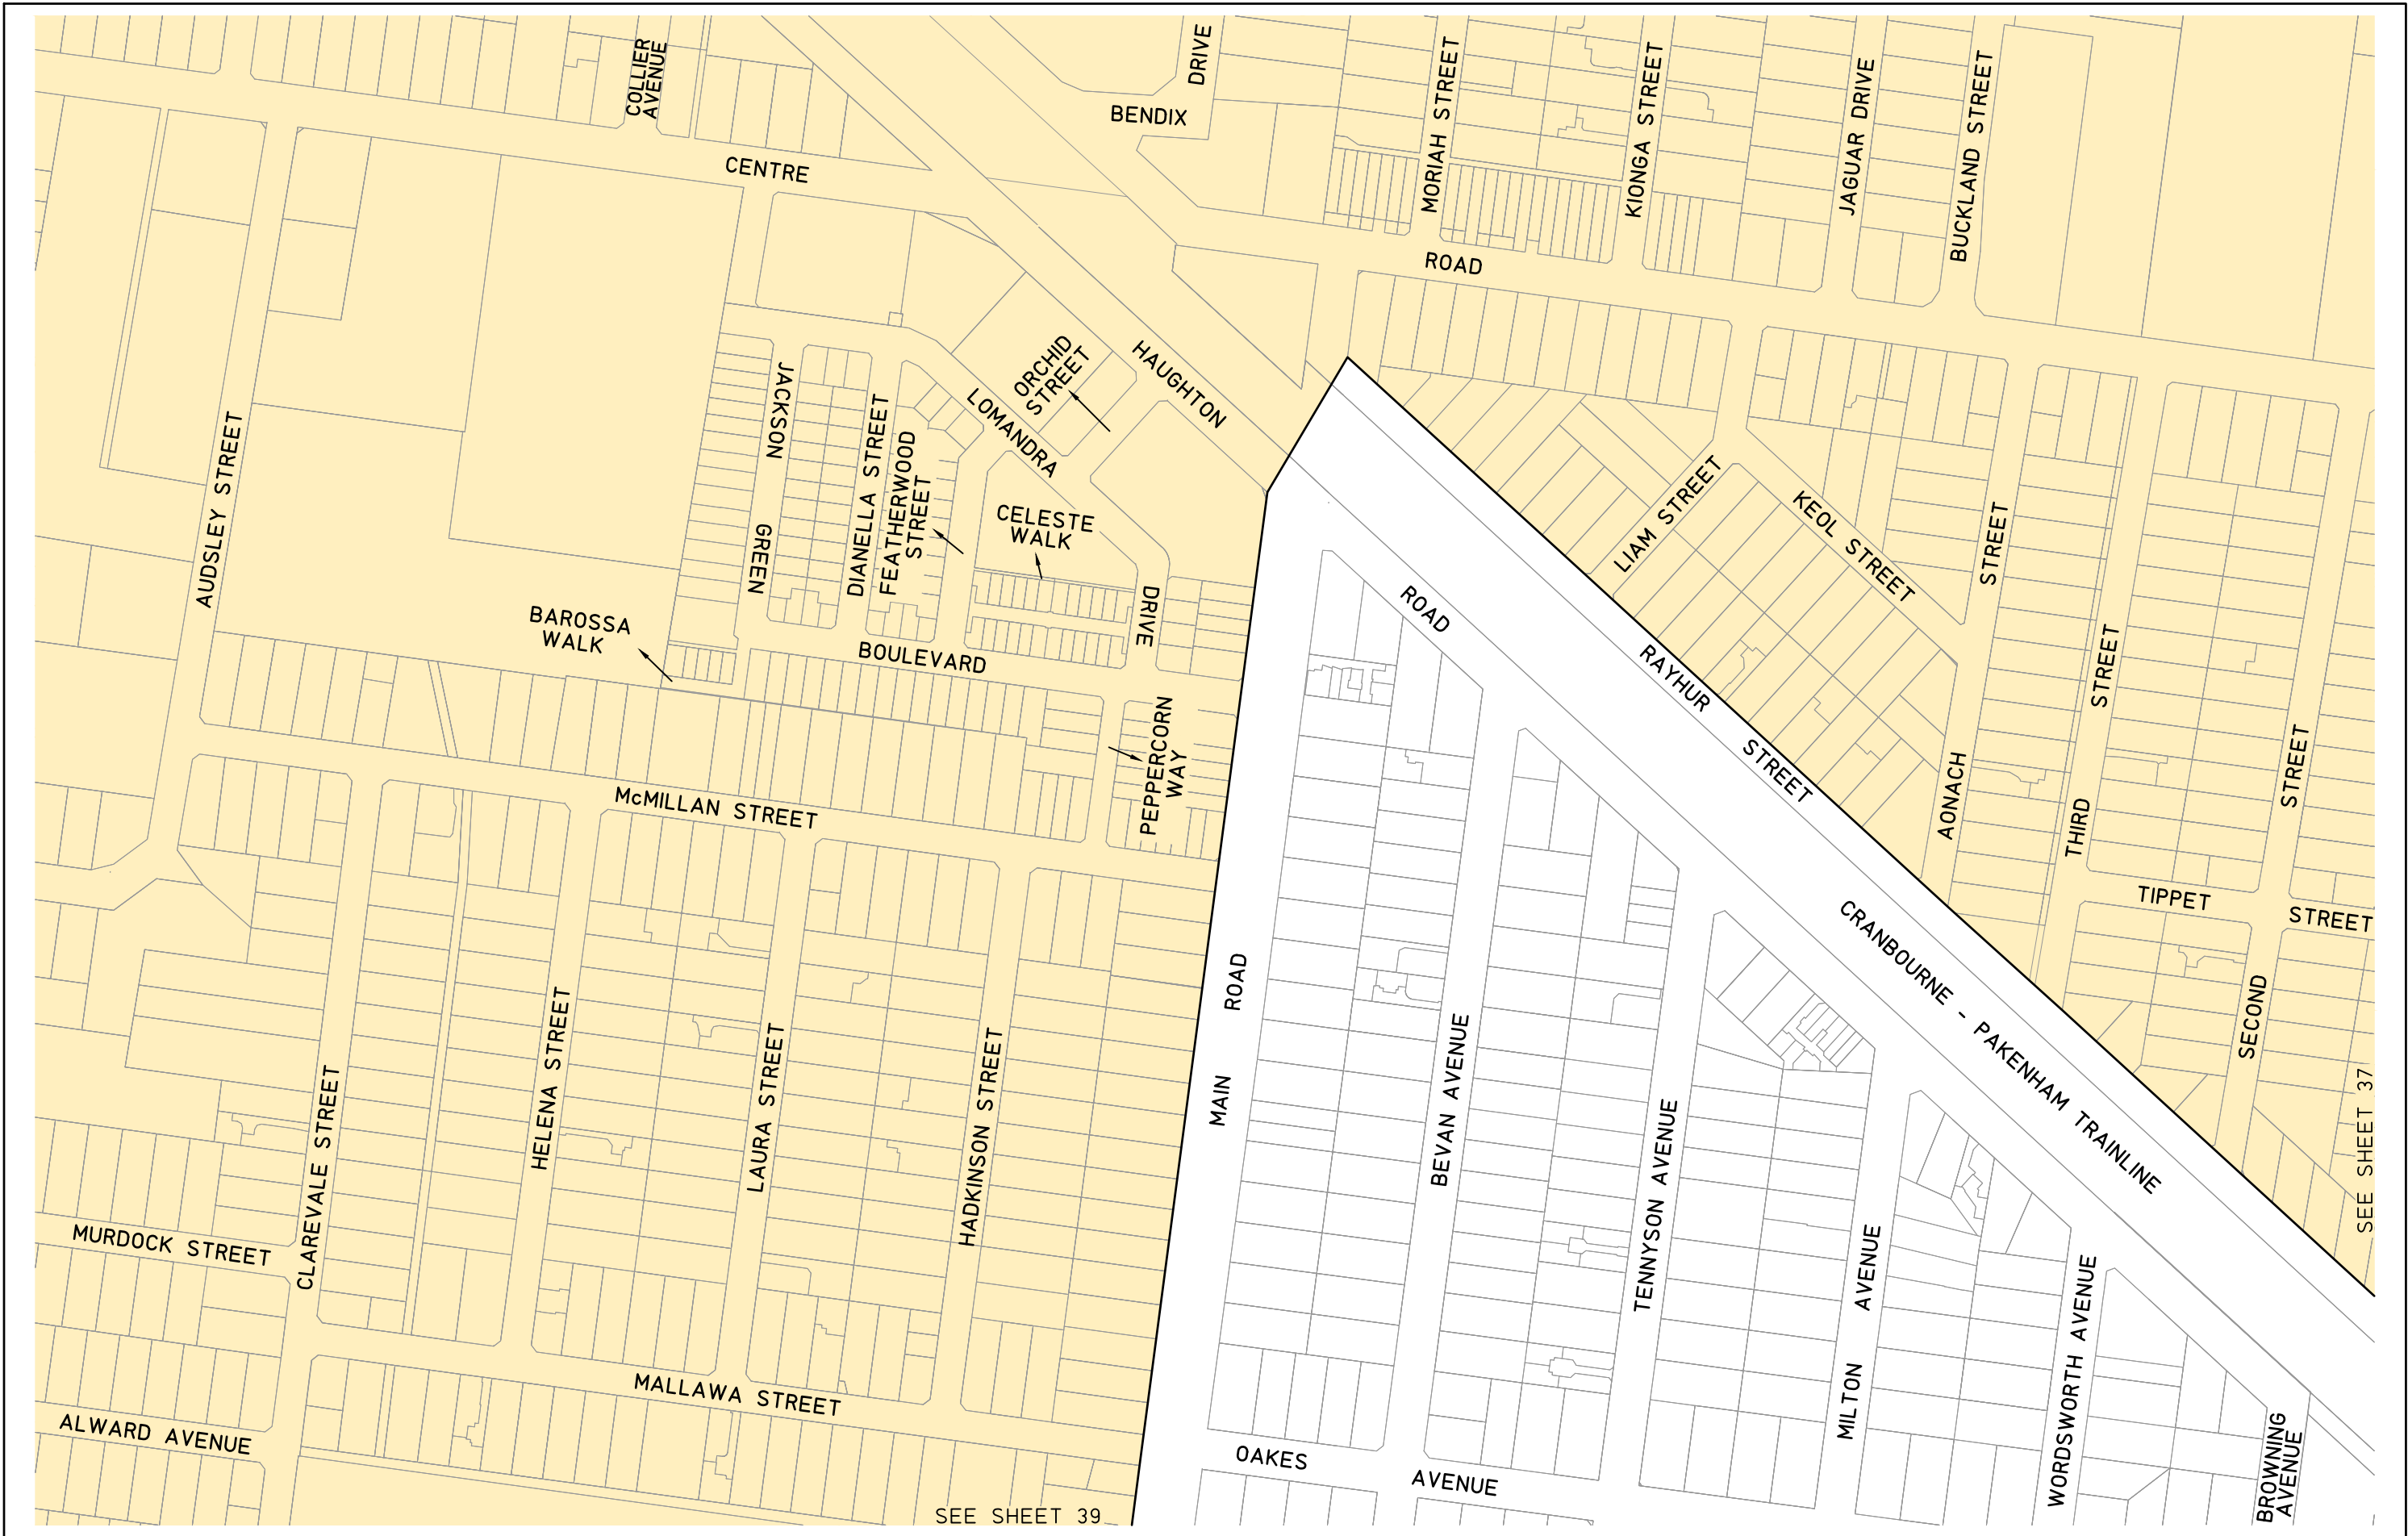 COLLIER
AVENUE
CENTRE
BENDIX
DRIVE
MORIAH STREET
KIONGA STREET
JAGUAR DRIVE
BUCKLAND STREET
ROAD
HAUGHTON
ORCHID
STREET
LOMANDRA
JACKSON
GREEN
DIANELLA STREET
FEATHERWOOD
STREET
CELESTE
WALK
DRIVE
AUDSLEY STREET
BAROSSA
WALK
BOULEVARD
PEPPERCORN
WAY
McMILLAN STREET
LIAM STREET
KEOL STREET
STREET
AONACH
STREET
THIRD
STREET
SECOND
TIPPET
STREET
ROAD
RAYHUR
STREET
CRANBOURNE - PAKENHAM TRAINLINE
ROAD
MAIN
CLAREVALE STREET
HELENA STREET
LAURA STREET
HADKINSON STREET
BEVAN AVENUE
TENNYSON AVENUE
AVENUE
MILTON
WORDSWORTH AVENUE
BROWNING
AVENUE
MURDOCK STREET
ALWARD AVENUE
MALLAWA STREET
OAKES
AVENUE
SEE SHEET 39
SEE SHEET 37